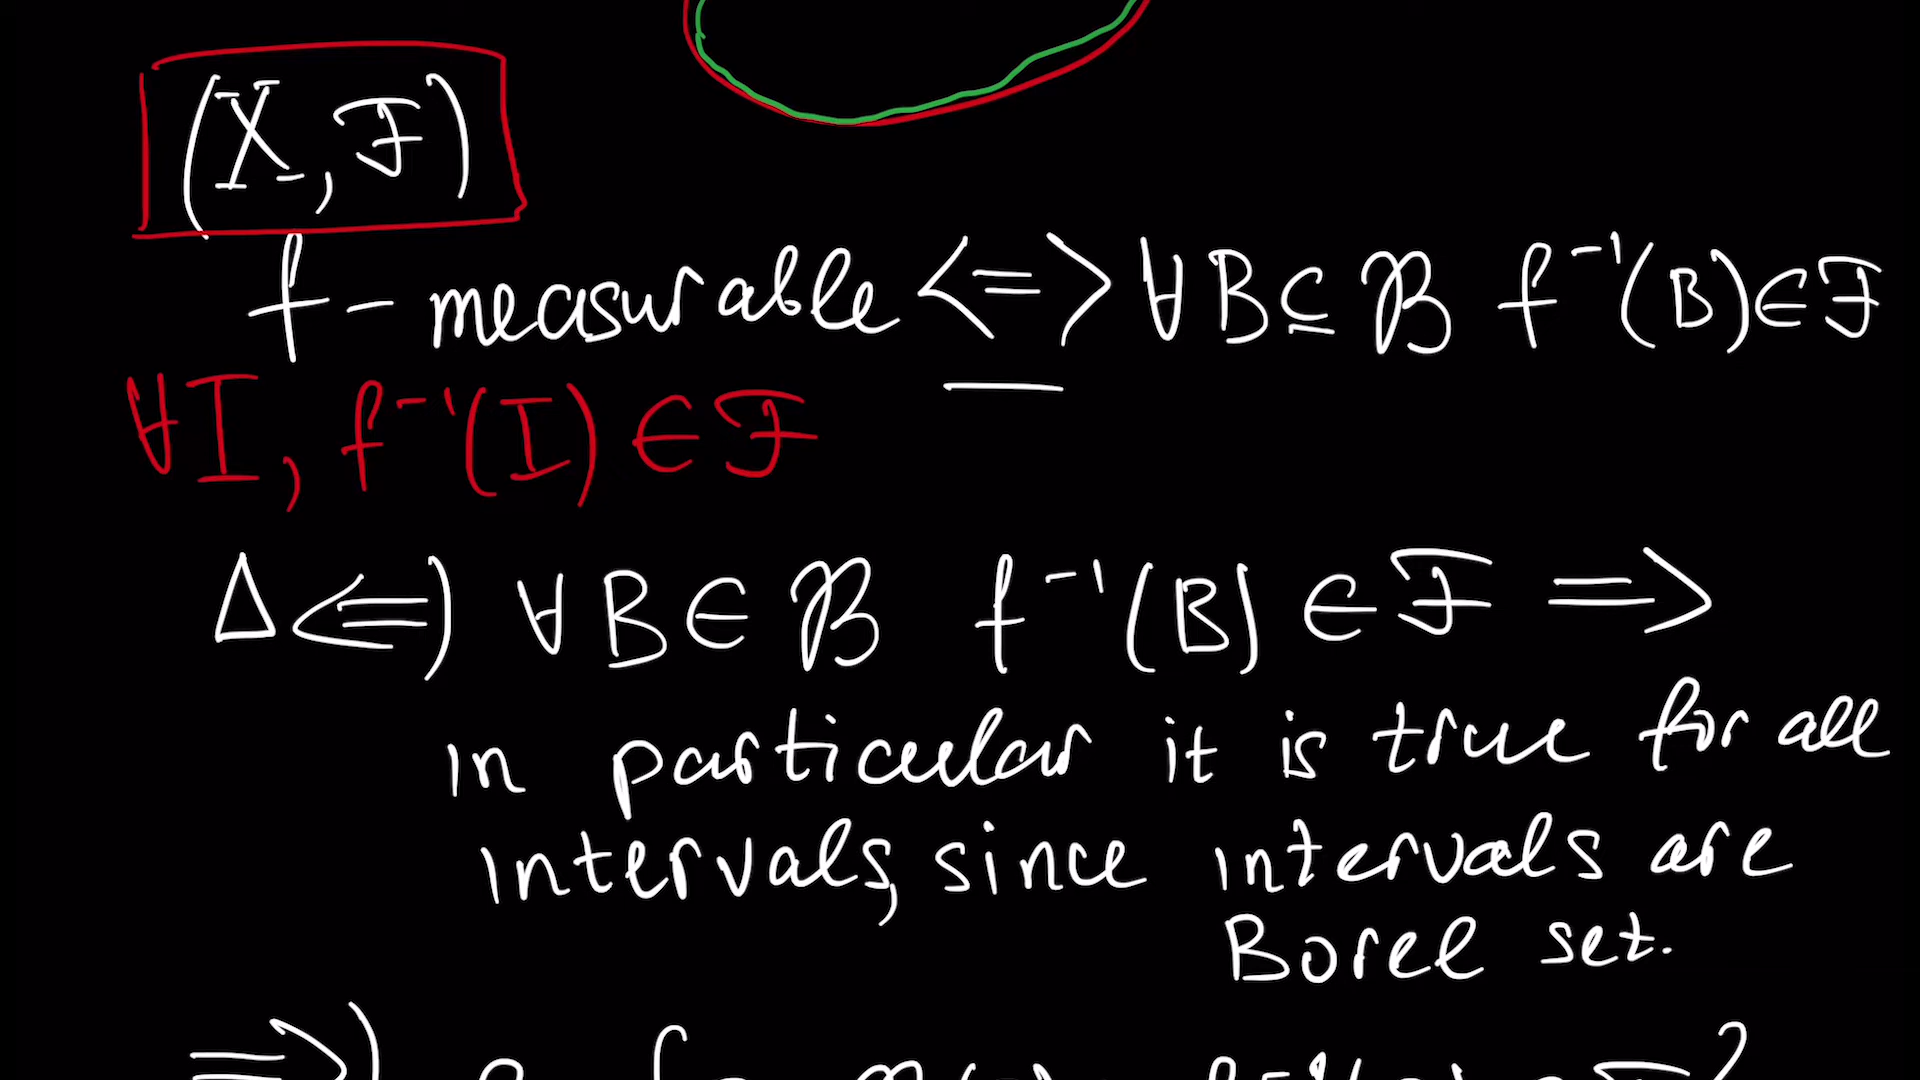 (X, ℱ)
f - measurable <=> ∀B ⊆ ℬ f⁻¹(B) ∈ ℱ
∀I, f⁻¹(I) ∈ ℱ
Δ <=) ∀B ∈ ℬ f⁻¹(B) ∈ ℱ =>
in particular it is true for all
intervals, since intervals are
Borel set.
=>)